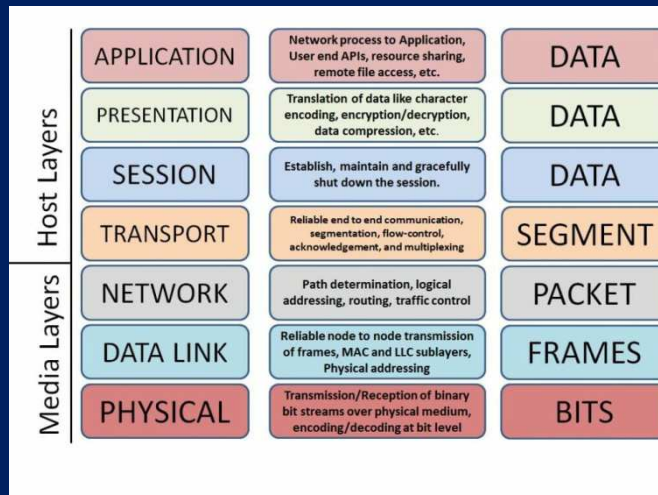 Host Layers
APPLICATION
Network process to Application,
User end APIs, resource sharing,
remote file access, etc.
DATA
PRESENTATION
Translation of data like character
encoding, encryption/decryption,
data compression, etc.
DATA
SESSION
Establish, maintain and gracefully
shut down the session.
DATA
TRANSPORT
Reliable end to end communication,
segmentation, flow-control,
acknowledgement, and multiplexing
SEGMENT
Media Layers
NETWORK
Path determination, logical
addressing, routing, traffic control
PACKET
DATA LINK
Reliable node to node transmission
of frames, MAC and LLC sublayers,
Physical addressing
FRAMES
PHYSICAL
Transmission/Reception of binary
bit streams over physical medium,
encoding/decoding at bit level
BITS